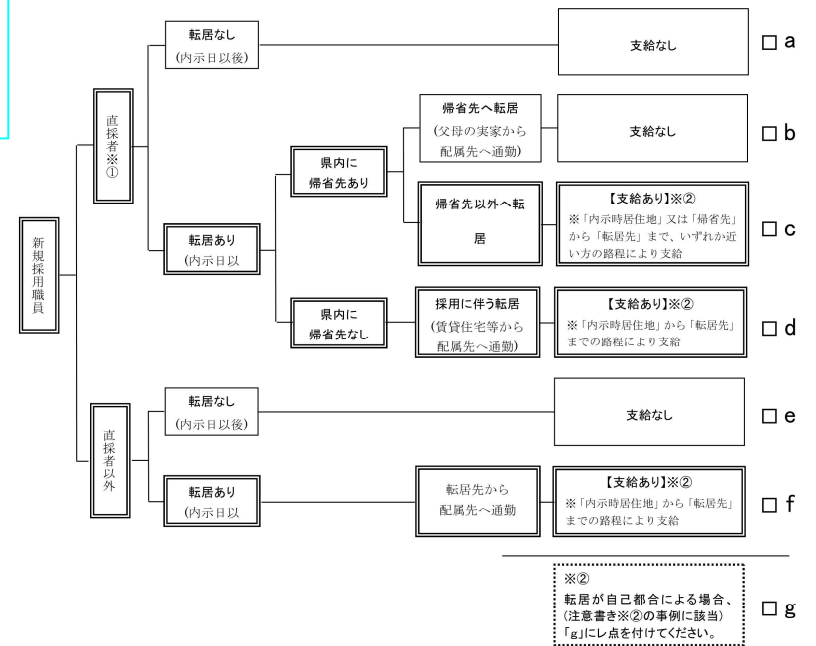 新規採用職員
直採者※①
直採者以外
転居なし
(内示日以後)
支給なし
□ a
転居あり
(内示日以
県内に
帰省先あり
帰省先へ転居
(父母の実家から
配属先へ通勤)
支給なし
□ b
帰省先以外へ転
居
【支給あり】※②
※「内示時居住地」又は「帰省先」
から「転居先」まで、いずれか近
い方の路程により支給
□ c
県内に
帰省先なし
採用に伴う転居
(賃貸住宅等から
配属先へ通勤)
【支給あり】※②
※「内示時居住地」から「転居先」
までの路程により支給
□ d
転居なし
(内示日以後)
支給なし
□ e
転居あり
(内示日以
転居先から
配属先へ通勤
【支給あり】※②
※「内示時居住地」から「転居先」
までの路程により支給
□ f
※②
転居が自己都合による場合、
(注意書き※②の事例に該当)
「g」にレ点を付けてください。
□ g